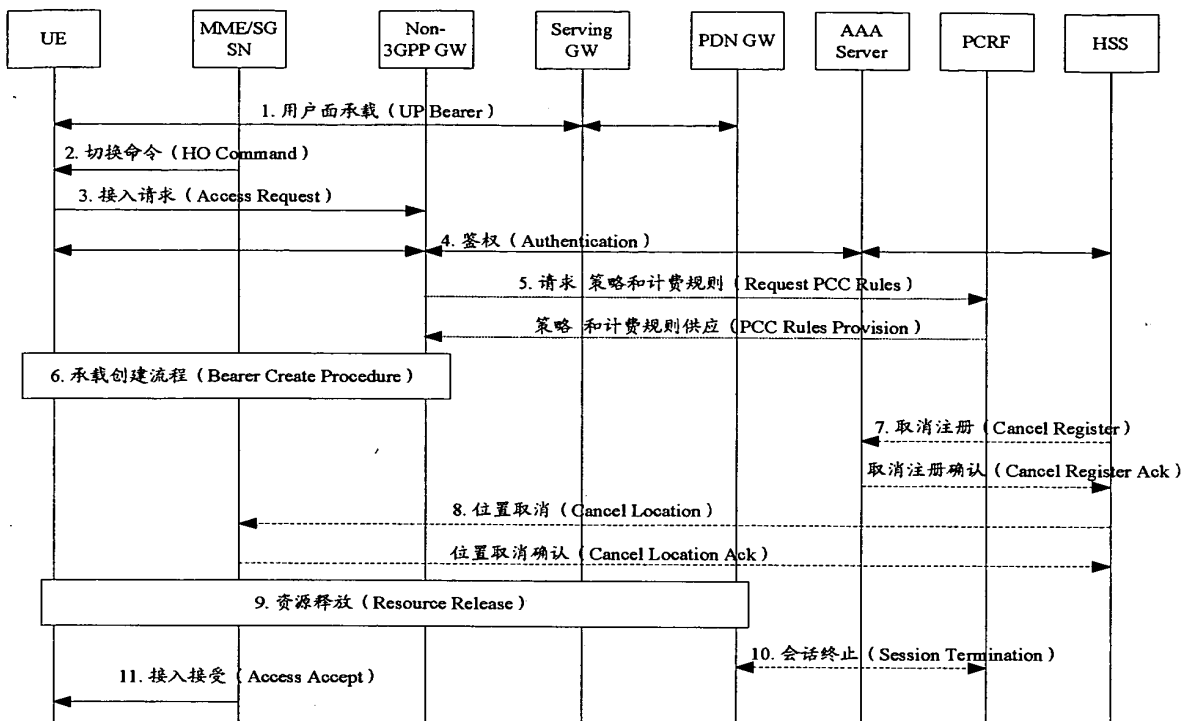 UE
MME/SG
SN
Non-
3GPP GW
Serving
GW
PDN GW
AAA
Server
PCRF
HSS
1. 用户面承载（UP Bearer）
2. 切换命令（HO Command）
3. 接入请求（Access Request）
4. 鉴权（Authentication）
5. 请求 策略和计费规则（Request PCC Rules）
策略 和计费规则供应（PCC Rules Provision）
6. 承载创建流程（Bearer Create Procedure）
7. 取消注册（Cancel Register）
取消注册确认（Cancel Register Ack）
8. 位置取消（Cancel Location）
位置取消确认（Cancel Location Ack）
9. 资源释放（Resource Release）
10. 会话终止（Session Termination）
11. 接入接受（Access Accept）